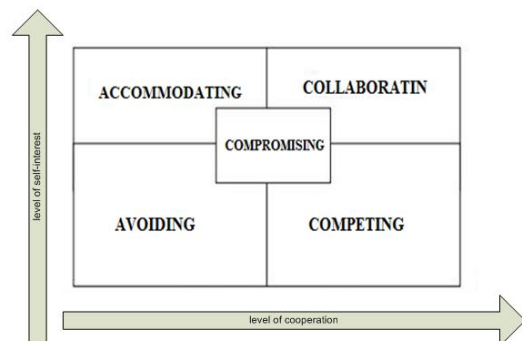 level of self-interest
ACCOMMODATING
COLLABORATIN
COMPROMISING
AVOIDING
COMPETING
level of cooperation